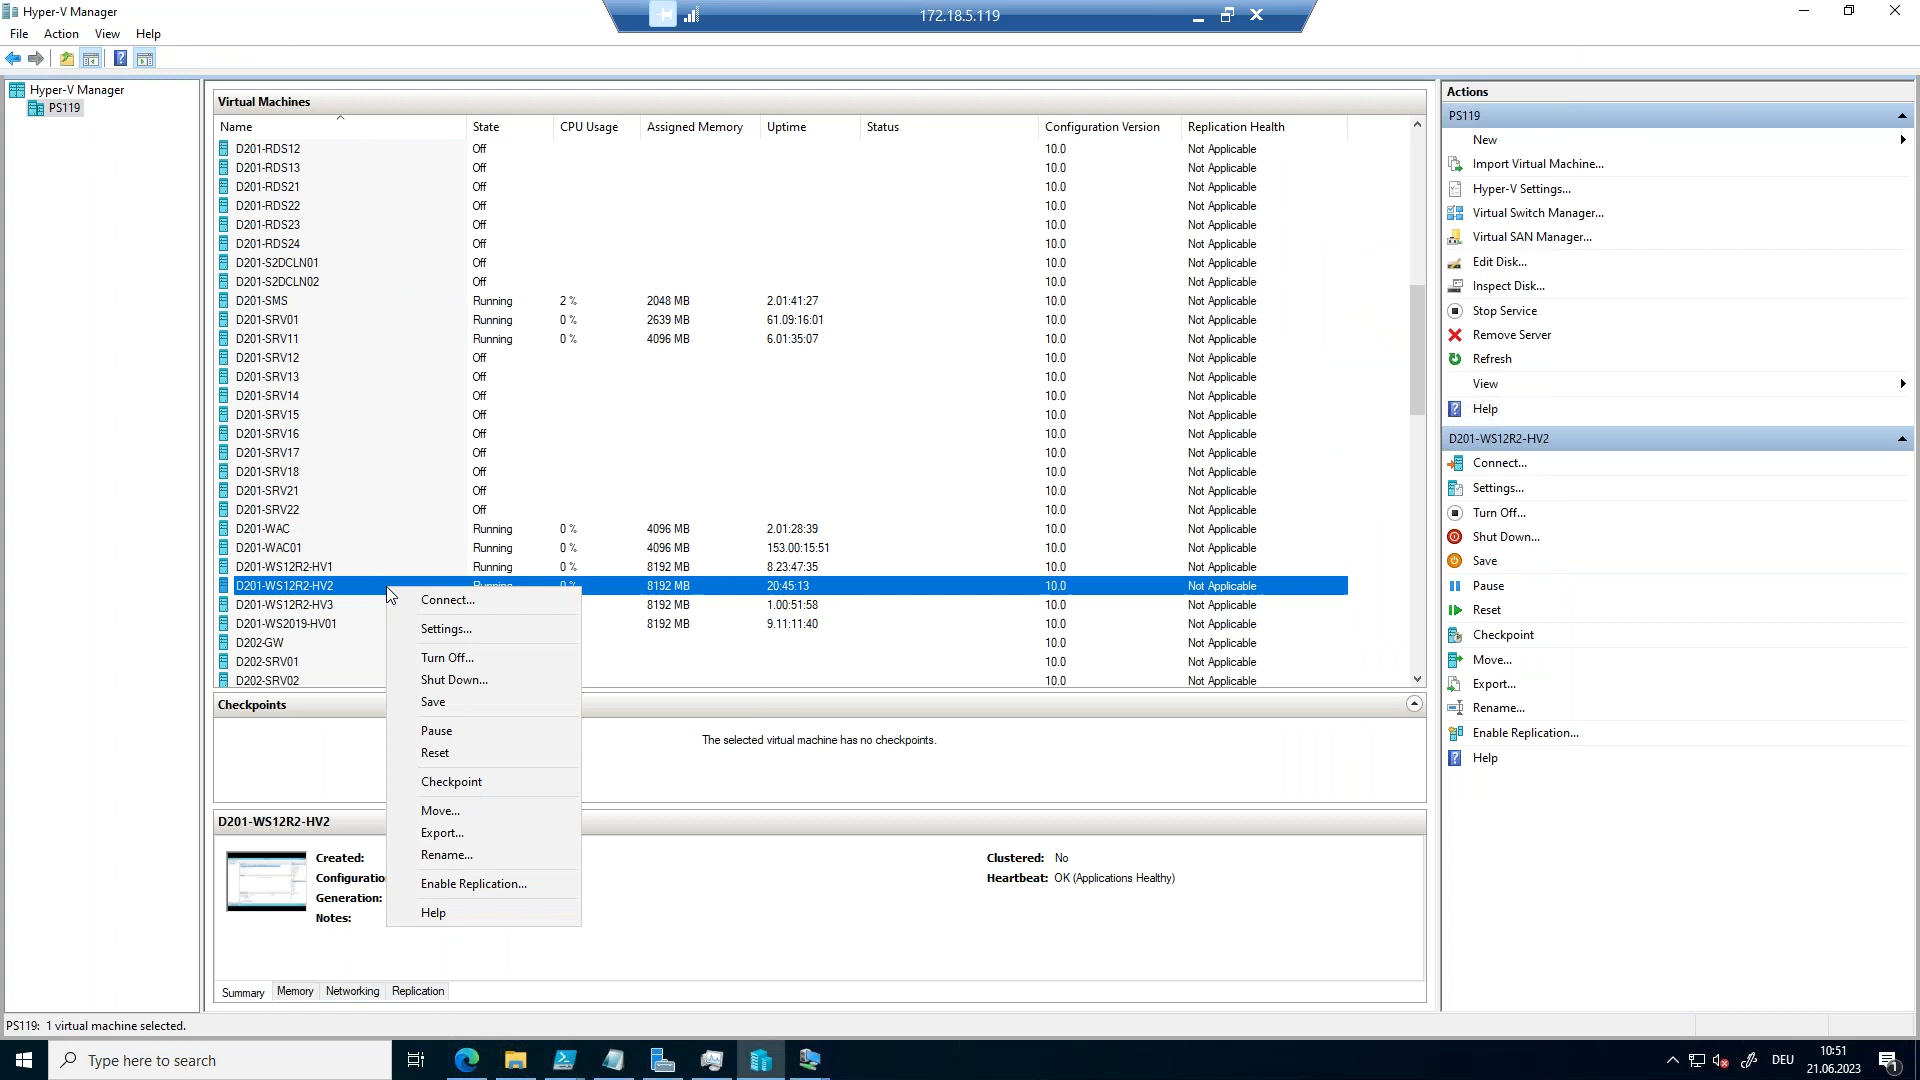 Hyper-V Manager
172.18.5.119
File Action View Help
Hyper-V Manager
PS119
Virtual Machines
Name State CPU Usage Assigned Memory Uptime Status Configuration Version Replication Health
D201-RDS12 Off 10.0 Not Applicable
D201-RDS13 Off 10.0 Not Applicable
D201-RDS21 Off 10.0 Not Applicable
D201-RDS22 Off 10.0 Not Applicable
D201-RDS23 Off 10.0 Not Applicable
D201-RDS24 Off 10.0 Not Applicable
D201-S2DCLN01 Off 10.0 Not Applicable
D201-S2DCLN02 Off 10.0 Not Applicable
D201-SMS Running 2 % 2048 MB 2.01:41:27 10.0 Not Applicable
D201-SRV01 Running 0 % 2639 MB 61.09:16:01 10.0 Not Applicable
D201-SRV11 Running 0 % 4096 MB 6.01:35:07 10.0 Not Applicable
D201-SRV12 Off 10.0 Not Applicable
D201-SRV13 Off 10.0 Not Applicable
D201-SRV14 Off 10.0 Not Applicable
D201-SRV15 Off 10.0 Not Applicable
D201-SRV16 Off 10.0 Not Applicable
D201-SRV17 Off 10.0 Not Applicable
D201-SRV18 Off 10.0 Not Applicable
D201-SRV21 Off 10.0 Not Applicable
D201-SRV22 Off 10.0 Not Applicable
D201-WAC Running 0 % 4096 MB 2.01:28:39 10.0 Not Applicable
D201-WAC01 Running 0 % 4096 MB 153.00:15:51 10.0 Not Applicable
D201-WS12R2-HV1 Running 0 % 8192 MB 8.23:47:35 10.0 Not Applicable
D201-WS12R2-HV2 Running 0 % 8192 MB 20:45:13 10.0 Not Applicable
D201-WS12R2-HV3 8192 MB 1.00:51:58 10.0 Not Applicable
D201-WS2019-HV01 8192 MB 9.11:11:40 10.0 Not Applicable
D202-GW 10.0 Not Applicable
D202-SRV01 10.0 Not Applicable
D202-SRV02 10.0 Not Applicable
Connect...
Settings...
Turn Off...
Shut Down...
Save
Pause
Reset
Checkpoint
Move...
Export...
Rename...
Enable Replication...
Help
Checkpoints
The selected virtual machine has no checkpoints.
D201-WS12R2-HV2
Created:
Configuratio
Generation:
Notes:
Clustered: No
Heartbeat: OK (Applications Healthy)
Summary Memory Networking Replication
Actions
PS119
New
Import Virtual Machine...
Hyper-V Settings...
Virtual Switch Manager...
Virtual SAN Manager...
Edit Disk...
Inspect Disk...
Stop Service
Remove Server
Refresh
View
Help
D201-WS12R2-HV2
Connect...
Settings...
Turn Off...
Shut Down...
Save
Pause
Reset
Checkpoint
Move...
Export...
Rename...
Enable Replication...
Help
PS119: 1 virtual machine selected.
Type here to search
DEU
10:51
21.06.2023
1